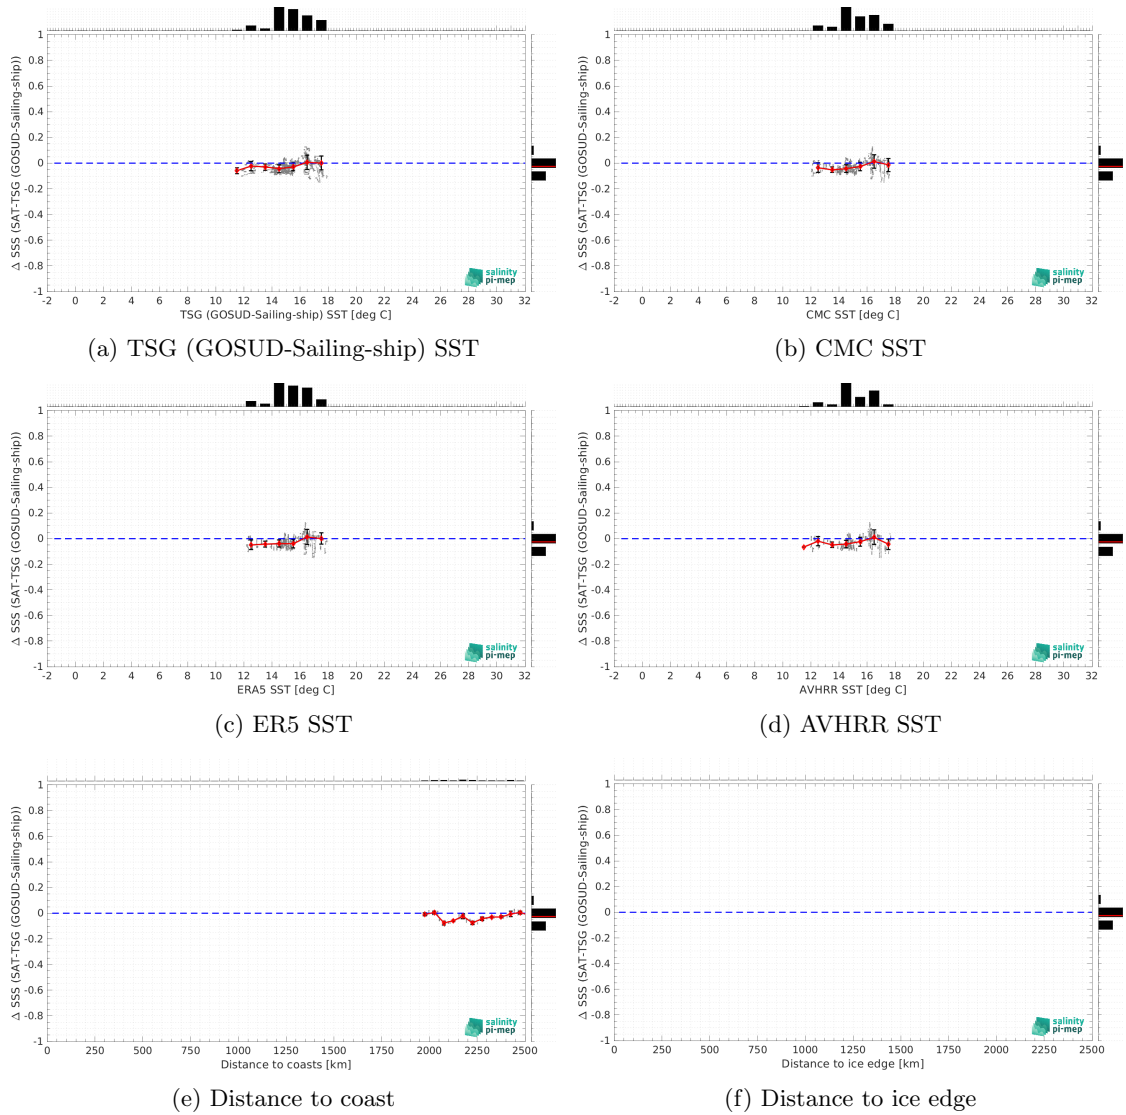 Δ SSS (SAT-TSG (GOSUD-Sailing-ship))
1
0.8
0.6
0.4
0.2
0
-0.2
-0.4
-0.6
-0.8
-1
salinity
pi-mep
-2 0 2 4 6 8 10 12 14 16 18 20 22 24 26 28 30 32
TSG (GOSUD-Sailing-ship) SST [deg C]
(a) TSG (GOSUD-Sailing-ship) SST
Δ SSS (SAT-TSG (GOSUD-Sailing-ship))
1
0.8
0.6
0.4
0.2
0
-0.2
-0.4
-0.6
-0.8
-1
salinity
pi-mep
-2 0 2 4 6 8 10 12 14 16 18 20 22 24 26 28 30 32
CMC SST [deg C]
(b) CMC SST
Δ SSS (SAT-TSG (GOSUD-Sailing-ship))
1
0.8
0.6
0.4
0.2
0
-0.2
-0.4
-0.6
-0.8
-1
salinity
pi-mep
-2 0 2 4 6 8 10 12 14 16 18 20 22 24 26 28 30 32
ERA5 SST [deg C]
(c) ER5 SST
Δ SSS (SAT-TSG (GOSUD-Sailing-ship))
1
0.8
0.6
0.4
0.2
0
-0.2
-0.4
-0.6
-0.8
-1
salinity
pi-mep
-2 0 2 4 6 8 10 12 14 16 18 20 22 24 26 28 30 32
AVHRR SST [deg C]
(d) AVHRR SST
Δ SSS (SAT-TSG (GOSUD-Sailing-ship))
1
0.8
0.6
0.4
0.2
0
-0.2
-0.4
-0.6
-0.8
-1
salinity
pi-mep
0 250 500 750 1000 1250 1500 1750 2000 2250 2500
Distance to coasts [km]
(e) Distance to coast
Δ SSS (SAT-TSG (GOSUD-Sailing-ship))
1
0.8
0.6
0.4
0.2
0
-0.2
-0.4
-0.6
-0.8
-1
salinity
pi-mep
0 250 500 750 1000 1250 1500 1750 2000 2250 2500
Distance to ice edge [km]
(f) Distance to ice edge